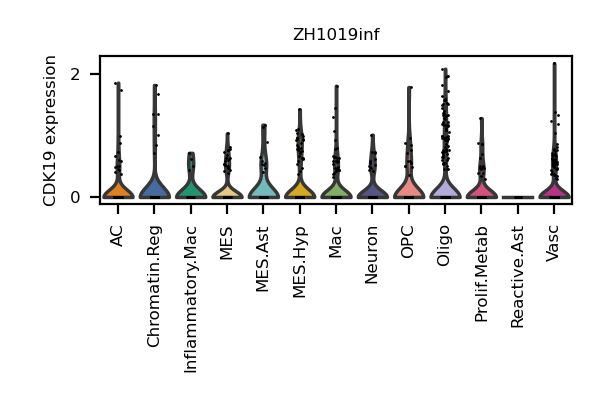 ZH1019inf
CDK19 expression
2
0
AC
Chromatin.Reg
Inflammatory.Mac
MES
MES.Ast
MES.Hyp
Mac
Neuron
OPC
Oligo
Prolif.Metab
Reactive.Ast
Vasc